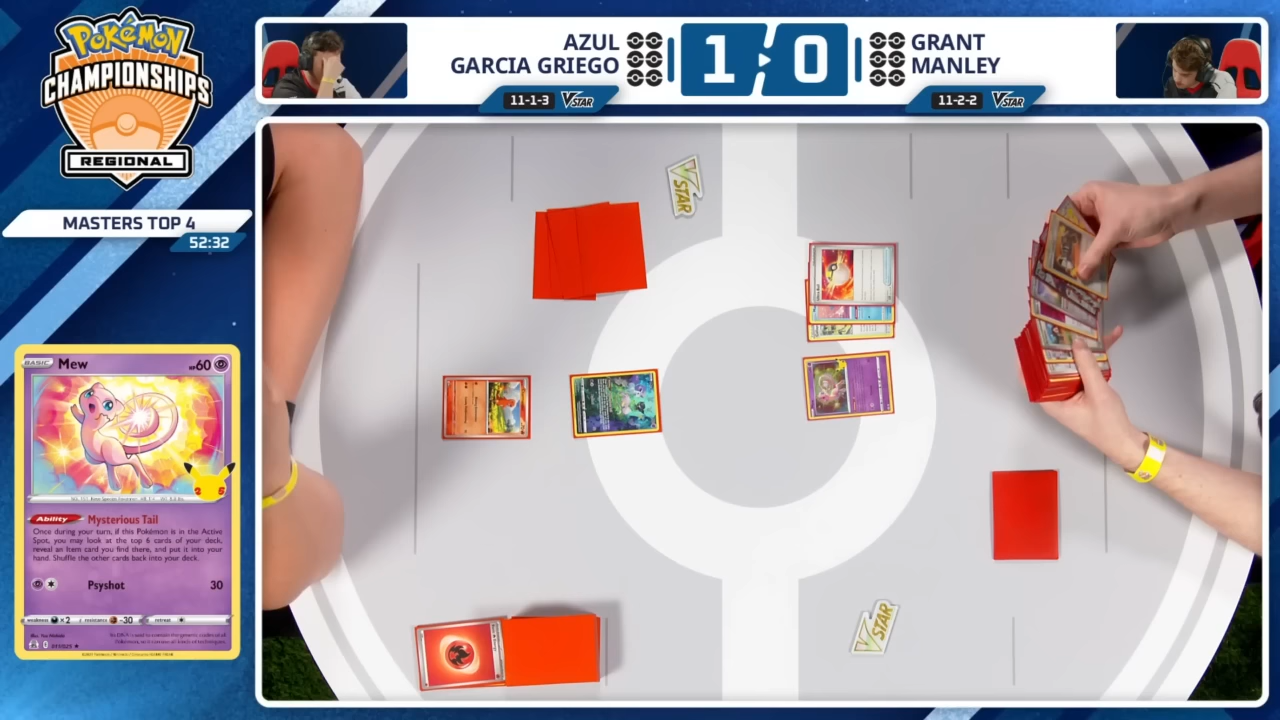 Pokémon
CHAMPIONSHIPS
REGIONAL
MASTERS TOP 4
52:32
AZUL
GARCIA GRIEGO
11-1-3 VSTAR
1 0
GRANT
MANLEY
11-2-2 VSTAR
BASIC Mew HP60
Ability Mysterious Tail
Once during your turn, if this Pokémon is in the Active
Spot, you may look at the top 6 cards of your deck,
reveal an Item card you find there, and put it into your
hand. Shuffle the other cards back into your deck.
Psyshot 30
weakness ×2 resistance -30 retreat
VSTAR
VSTAR